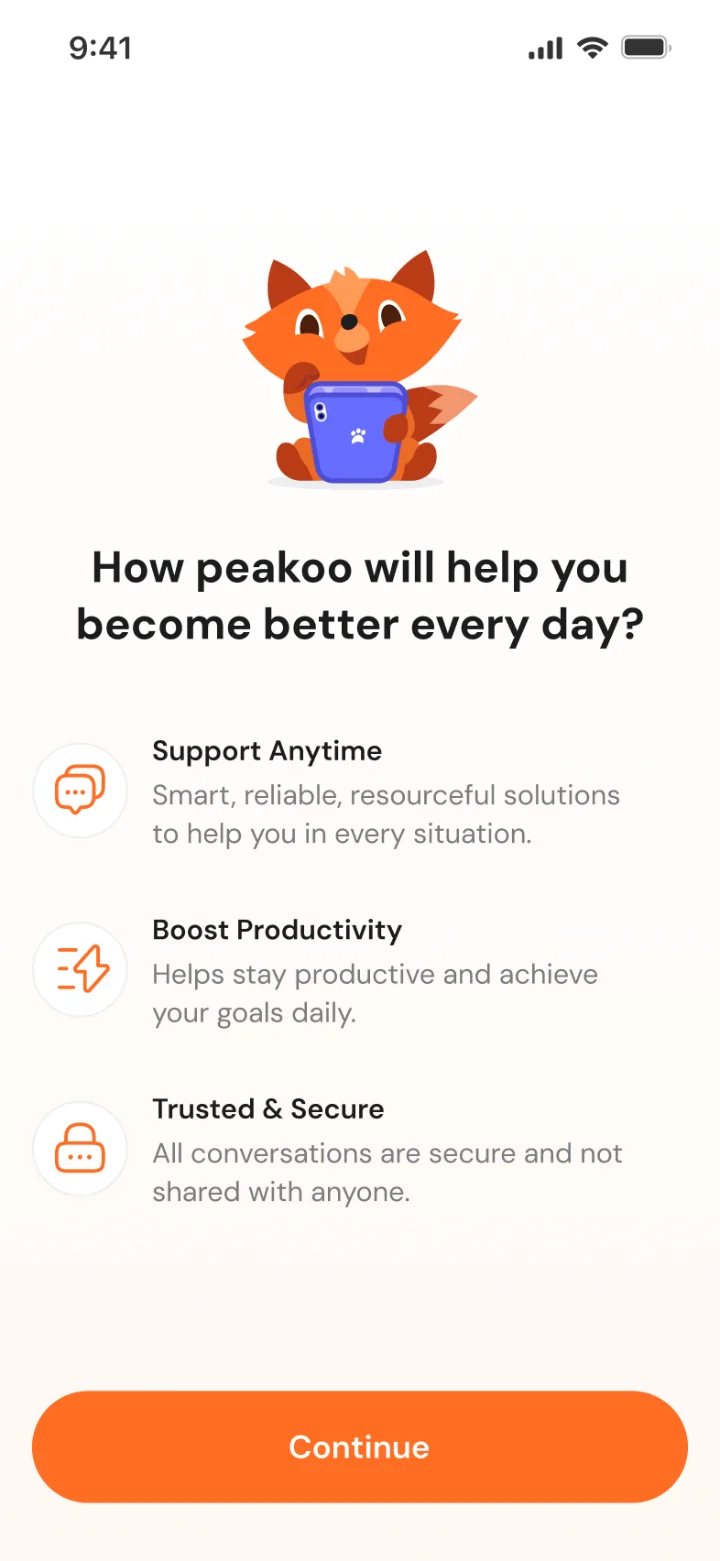 9:41
How peakoo will help you
become better every day?
Support Anytime
Smart, reliable, resourceful solutions
to help you in every situation.
Boost Productivity
Helps stay productive and achieve
your goals daily.
Trusted & Secure
All conversations are secure and not
shared with anyone.
Continue